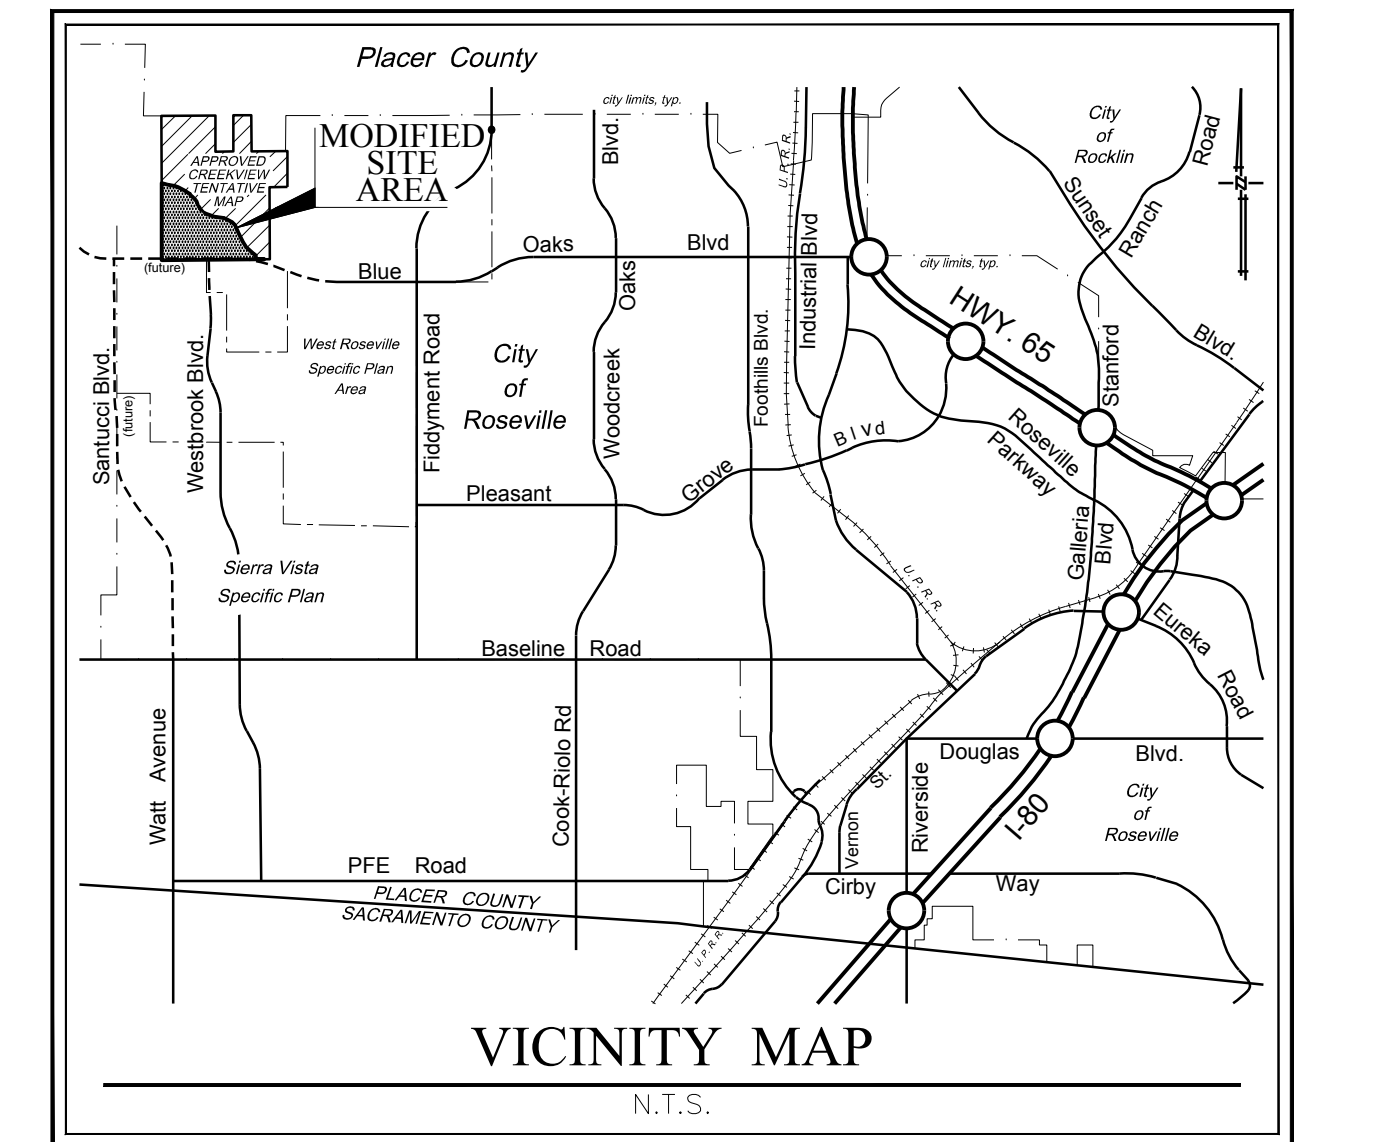 Placer County
city limits, typ.
City
of
Rocklin
Road
Ranch
MODIFIED
SITE
AREA
APPROVED
CREEKVIEW
TENTATIVE
MAP
Blvd.
U.P.R.R.
Sunset
N
(future)
Blue
Oaks
Blvd
Oaks
Industrial Blvd
city limits, typ.
HWY. 65
Blvd.
Santucci Blvd.
(future)
Westbrook Blvd.
West Roseville
Specific Plan
Area
Fiddyment Road
City
of
Roseville
Woodcreek
Foothills Blvd.
Stanford
Pleasant
Grove
Blvd
Roseville
Parkway
Galleria
Blvd
U.P.R.R.
Sierra Vista
Specific Plan
Baseline Road
Eureka
Road
Watt Avenue
Cook-Riolo Rd
Douglas
Blvd.
St.
Vernon
Riverside
I-80
City
of
Roseville
PFE Road
Cirby
Way
PLACER COUNTY
SACRAMENTO COUNTY
U.P.R.R.
VICINITY MAP
N.T.S.